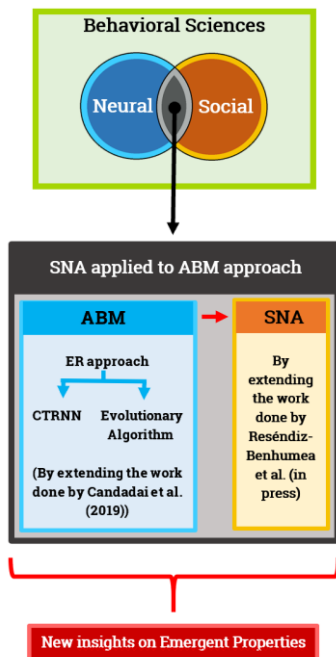 Behavioral Sciences
Neural
Social
SNA applied to ABM approach
ABM
ER approach
CTRNN
Evolutionary
Algorithm
(By extending the work
done by Candadai et al.
(2019))
SNA
By
extending
the work
done by
Reséndiz-
Benhumea
et al. (in
press)
New insights on Emergent Properties